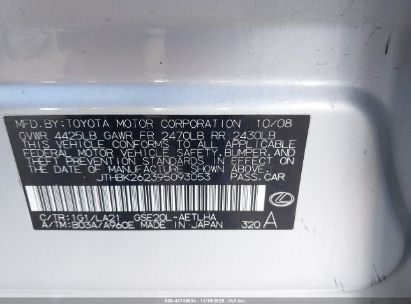 MFD.BY:TOYOTA MOTOR CORPORATION 10/08
GVWR 4425LB GAWR FR 2470LB RR 2430LB
THIS VEHICLE CONFORMS TO ALL APPLICABLE
FEDERAL MOTOR VEHICLE SAFETY, BUMPER, AND
THEFT PREVENTION STANDARDS IN EFFECT ON
THE DATE OF MANUFACTURE SHOWN ABOVE.
JTHBK262395093053 PASS.CAR
C/TR:1G1/LA21 GSE20L-AETLHA
A/TM:B03A/A960E MADE IN JAPAN 320 A